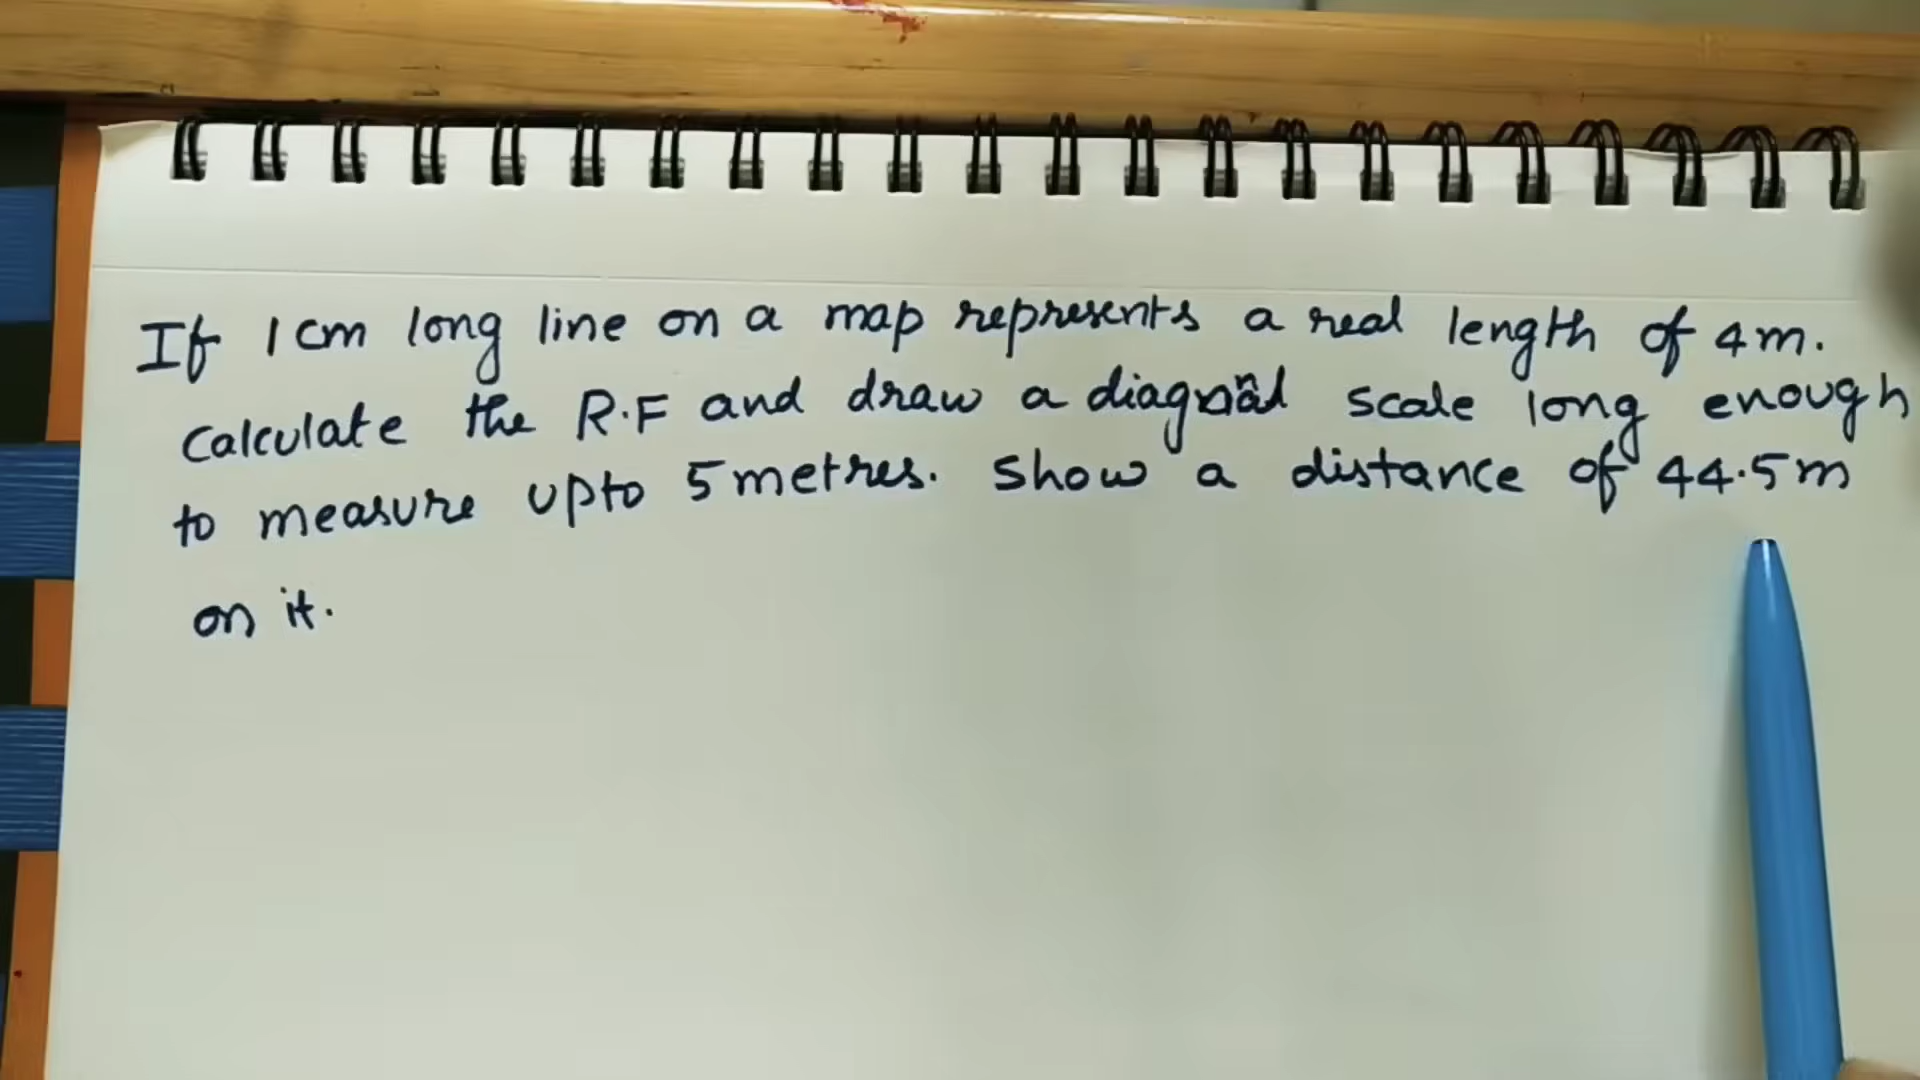 If 1cm long line on a map represents a real length of 4m.
Calculate the R.F and draw a diagonal scale long enough
to measure upto 5metres. Show a distance of 44.5m
on it.